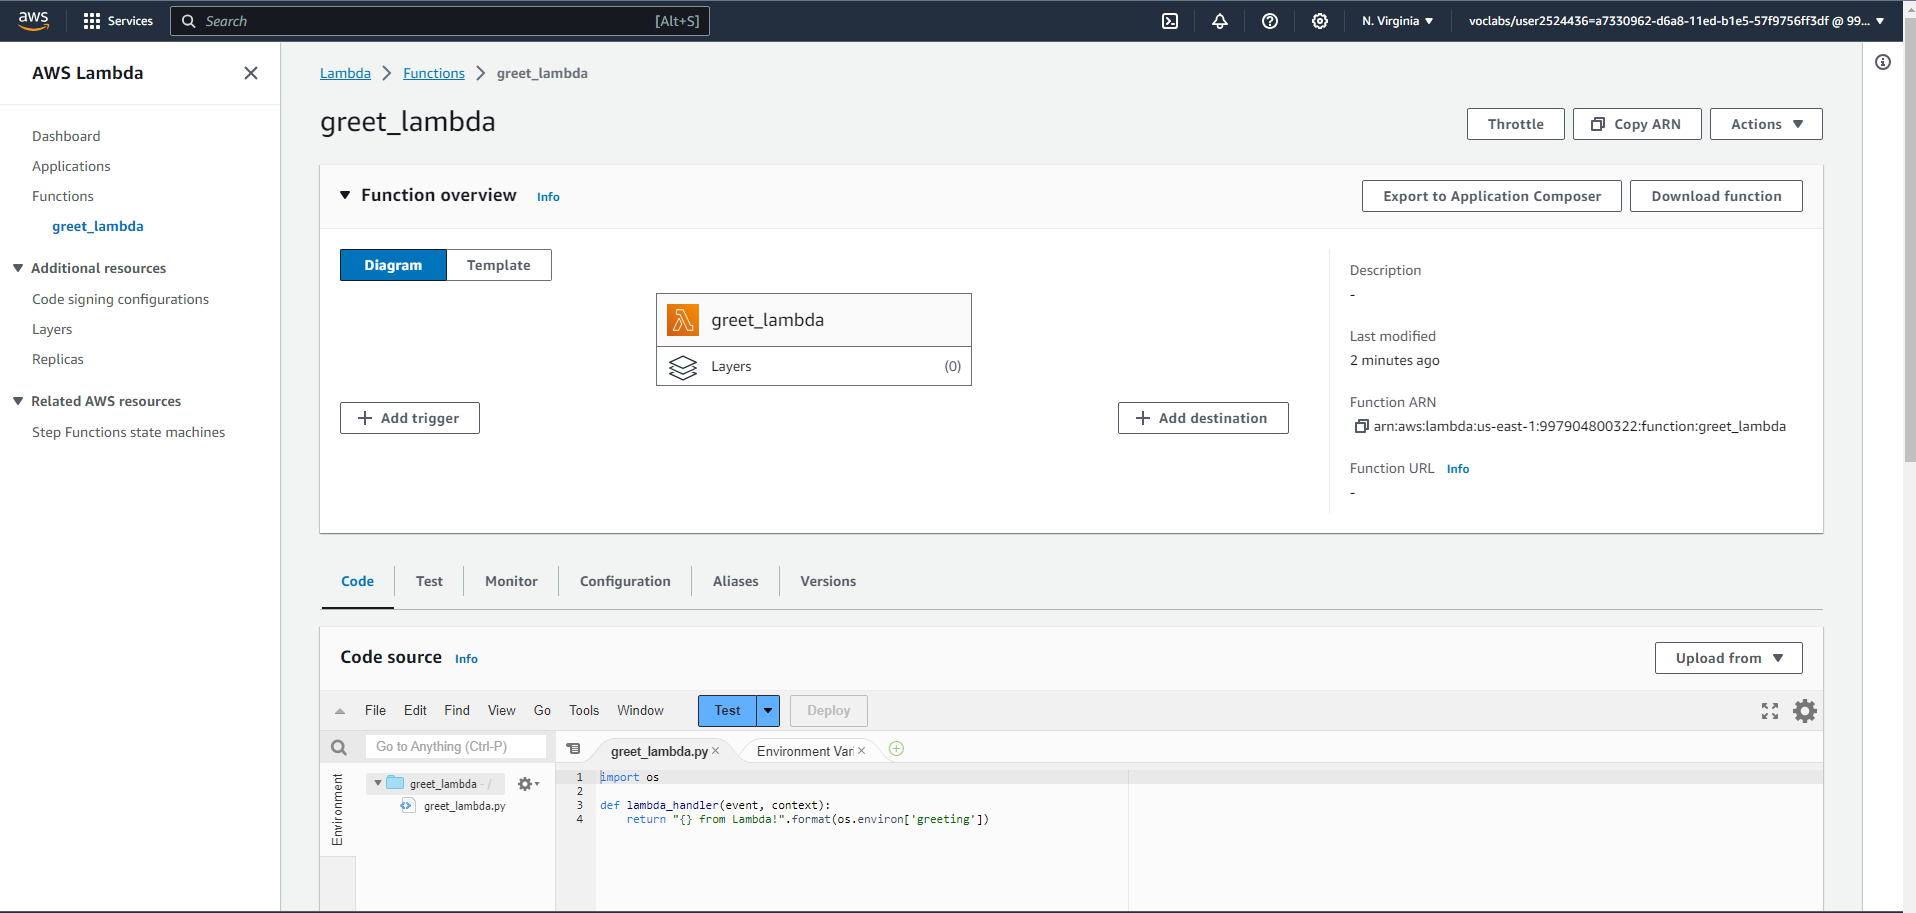 aws Services Search [Alt+S] N. Virginia voclabs/user2524436=a7330962-d6a8-11ed-b1e5-57f9756ff3df @ 99...
AWS Lambda
Dashboard
Applications
Functions
greet_lambda
Additional resources
Code signing configurations
Layers
Replicas
Related AWS resources
Step Functions state machines
Lambda Functions greet_lambda
greet_lambda
Throttle Copy ARN Actions
Function overview Info
Export to Application Composer Download function
Diagram Template
greet_lambda
Layers (0)
+ Add trigger + Add destination
Description
-
Last modified
2 minutes ago
Function ARN
arn:aws:lambda:us-east-1:997904800322:function:greet_lambda
Function URL Info
-
Code Test Monitor Configuration Aliases Versions
Code source Info
Upload from
File Edit Find View Go Tools Window Test Deploy
Go to Anything (Ctrl-P)
greet_lambda.py Environment Vari
Environment
greet_lambda - /
greet_lambda.py
1 import os
2
3 def lambda_handler(event, context):
4 return "{} from Lambda!".format(os.environ['greeting'])